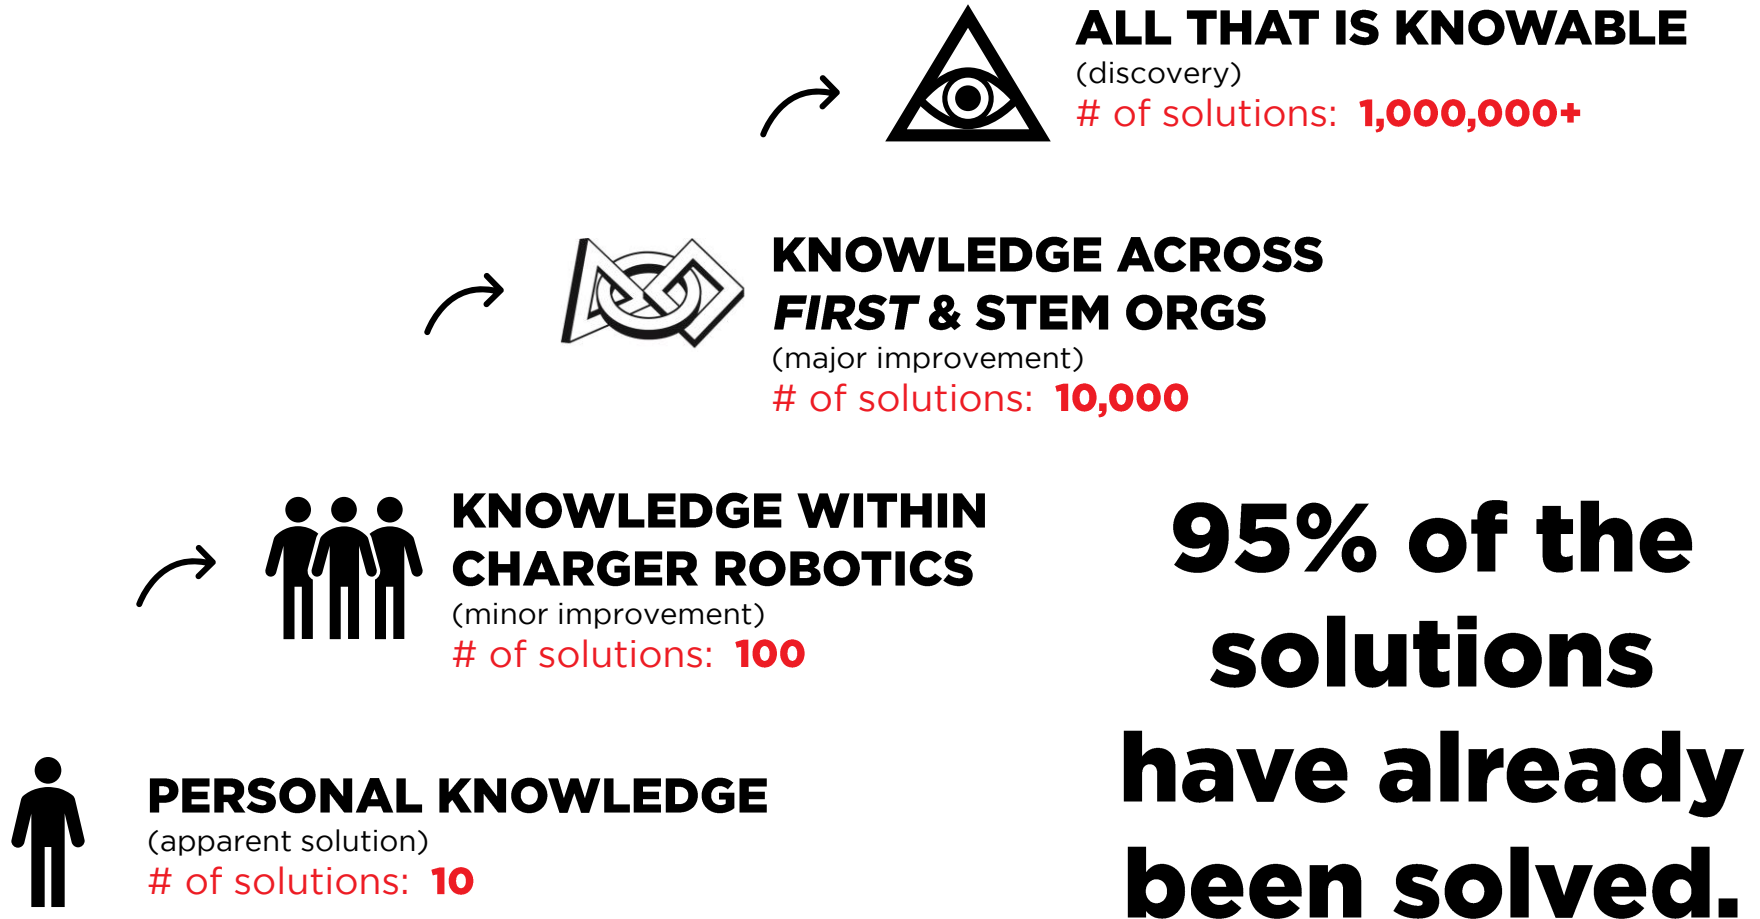 ALL THAT IS KNOWABLE
(discovery)
# of solutions: 1,000,000+
KNOWLEDGE ACROSS
FIRST & STEM ORGS
(major improvement)
# of solutions: 10,000
KNOWLEDGE WITHIN
CHARGER ROBOTICS
(minor improvement)
# of solutions: 100
PERSONAL KNOWLEDGE
(apparent solution)
# of solutions: 10
95% of the
solutions
have already
been solved.